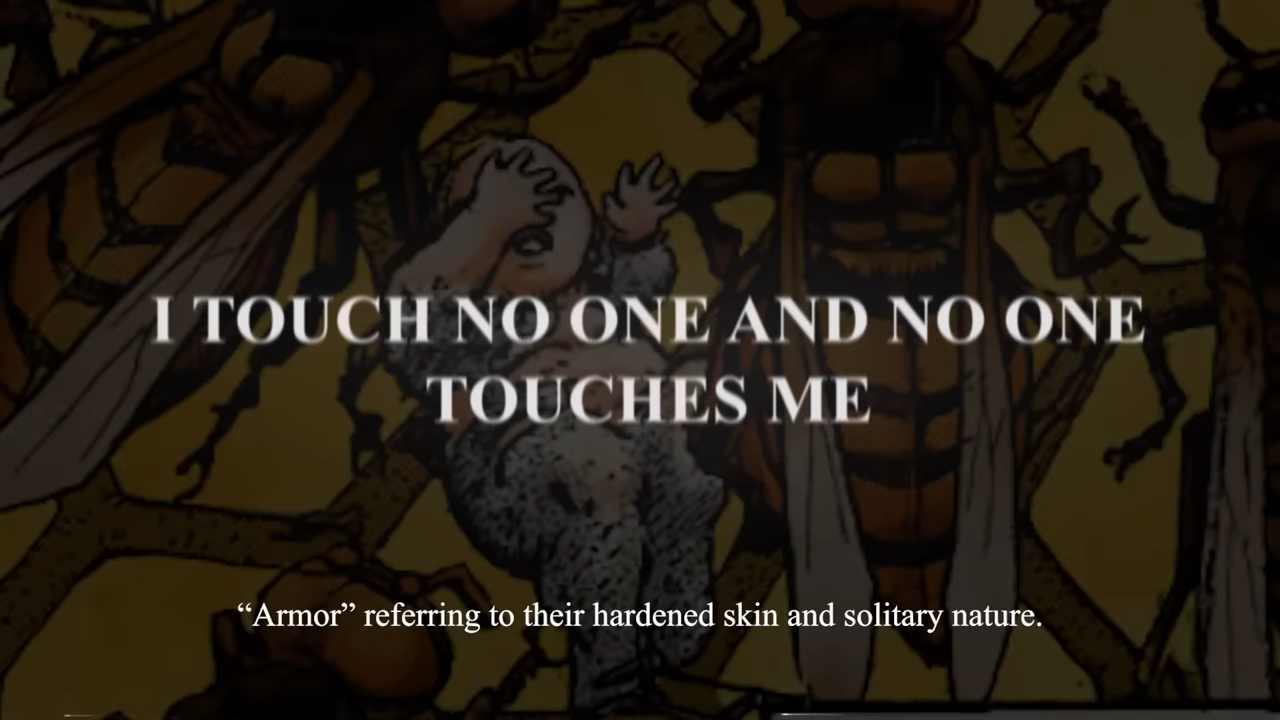 I TOUCH NO ONE AND NO ONE
TOUCHES ME
“Armor” referring to their hardened skin and solitary nature.